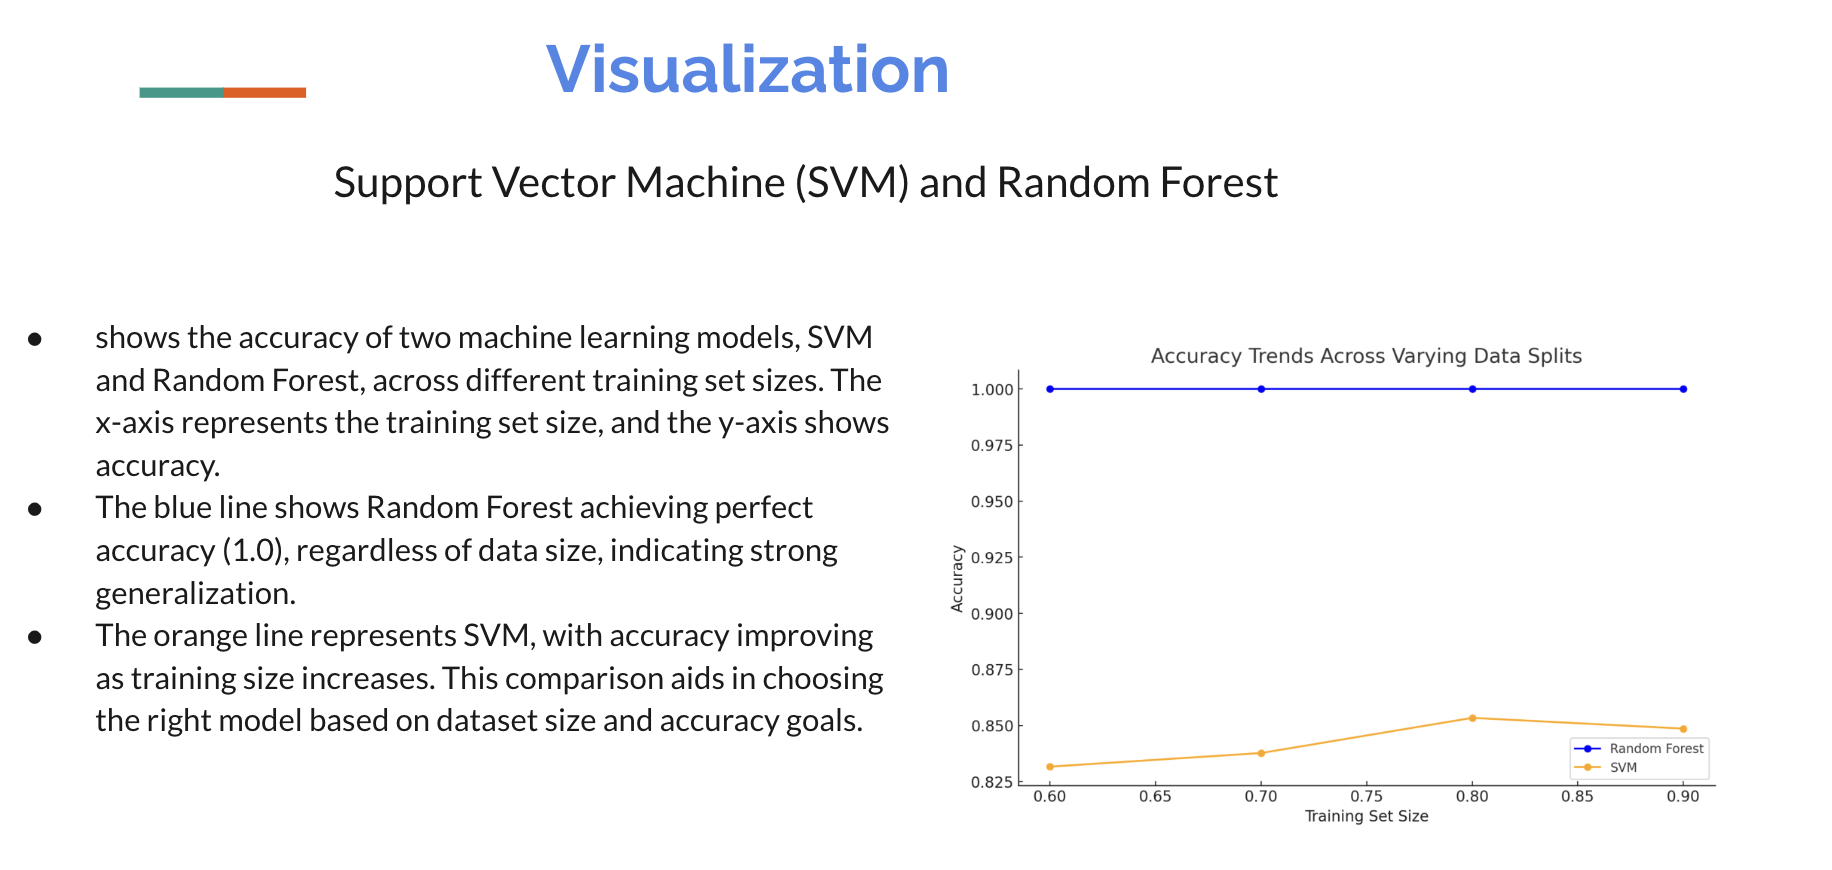 Visualization
Support Vector Machine (SVM) and Random Forest
● shows the accuracy of two machine learning models, SVM
and Random Forest, across different training set sizes. The
x-axis represents the training set size, and the y-axis shows
accuracy.
● The blue line shows Random Forest achieving perfect
accuracy (1.0), regardless of data size, indicating strong
generalization.
● The orange line represents SVM, with accuracy improving
as training size increases. This comparison aids in choosing
the right model based on dataset size and accuracy goals.
Accuracy Trends Across Varying Data Splits
Accuracy
1.000
0.975
0.950
0.925
0.900
0.875
0.850
0.825
Random Forest
SVM
0.60 0.65 0.70 0.75 0.80 0.85 0.90
Training Set Size